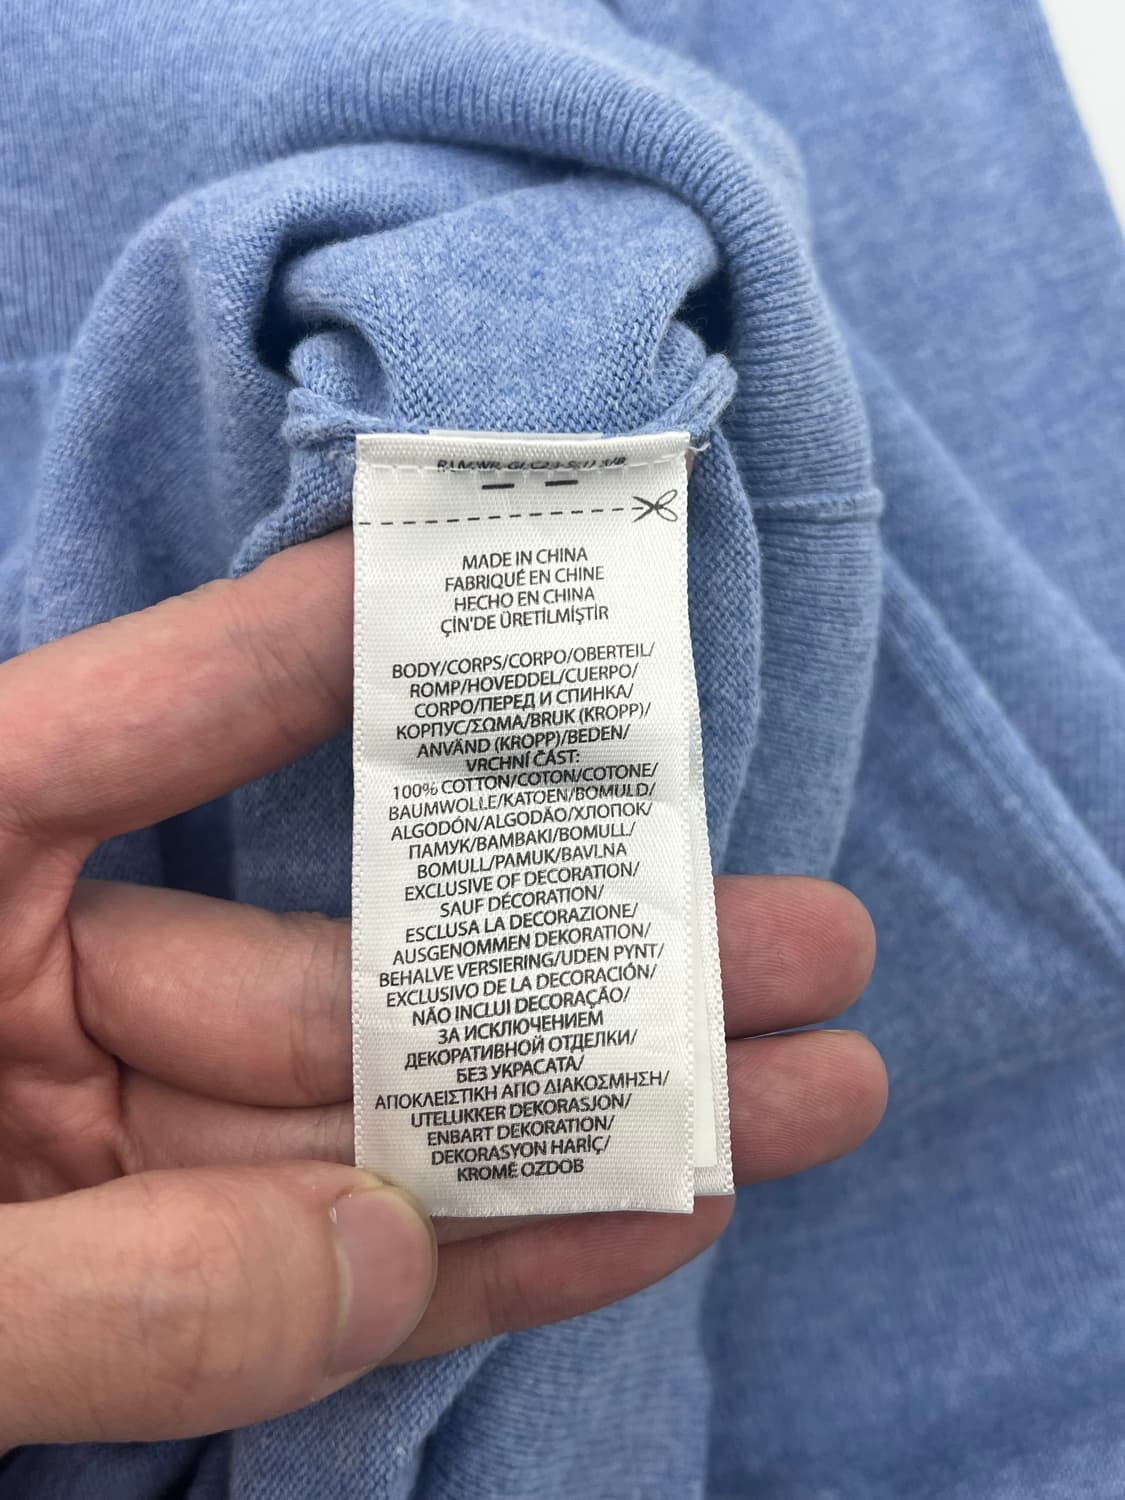 MADE IN CHINA
FABRIQUÉ EN CHINE
HECHO EN CHINA
ÇİN'DE ÜRETİLMİŞTİR
BODY/CORPS/CORPO/OBERTEIL/
ROMP/HOVEDDEL/CUERPO/
CORPO/ПЕРЕД И СПИНКА/
КОРПУС/ΣΩΜΑ/BRUK (KROPP)/
ANVÄND (KROPP)/BEDEN/
VRCHNÍ ČÁST:
100% COTTON/COTON/COTONE/
BAUMWOLLE/KATOEN/BOMULD/
ALGODÓN/ALGODÃO/ХЛОПОК/
ПАМУК/ΒΑΜΒΑΚΙ/BOMULL/
BOMULL/PAMUK/BAVLNA
EXCLUSIVE OF DECORATION/
SAUF DÉCORATION/
ESCLUSA LA DECORAZIONE/
AUSGENOMMEN DEKORATION/
BEHALVE VERSIERING/UDEN PYNT/
EXCLUSIVO DE LA DECORACIÓN/
NÃO INCLUI DECORAÇÃO/
ЗА ИСКЛЮЧЕНИЕМ
ДЕКОРАТИВНОЙ ОТДЕЛКИ/
БЕЗ УКРАСАТА/
ΑΠΟΚΛΕΙΣΤΙΚΗ ΑΠΟ ΔΙΑΚΟΣΜΗΣΗ/
UTELUKKER DEKORASJON/
ENBART DEKORATION/
DEKORASYON HARİÇ/
KROMĚ OZDOB